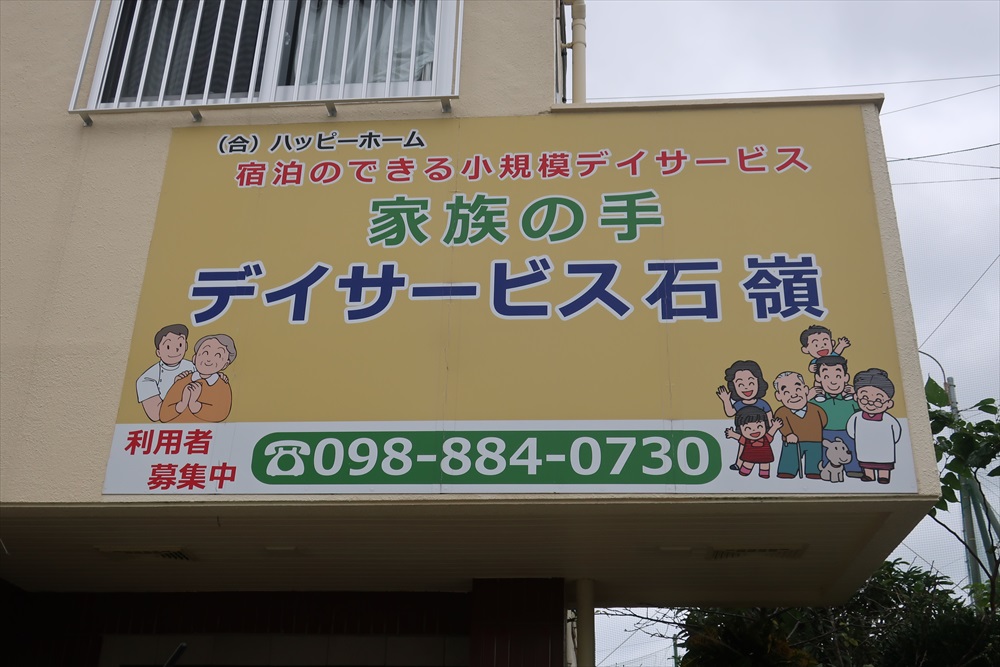 (合)ハッピーホーム
宿泊のできる小規模デイサービス
家族の手
デイサービス石嶺
利用者
募集中
☎098-884-0730